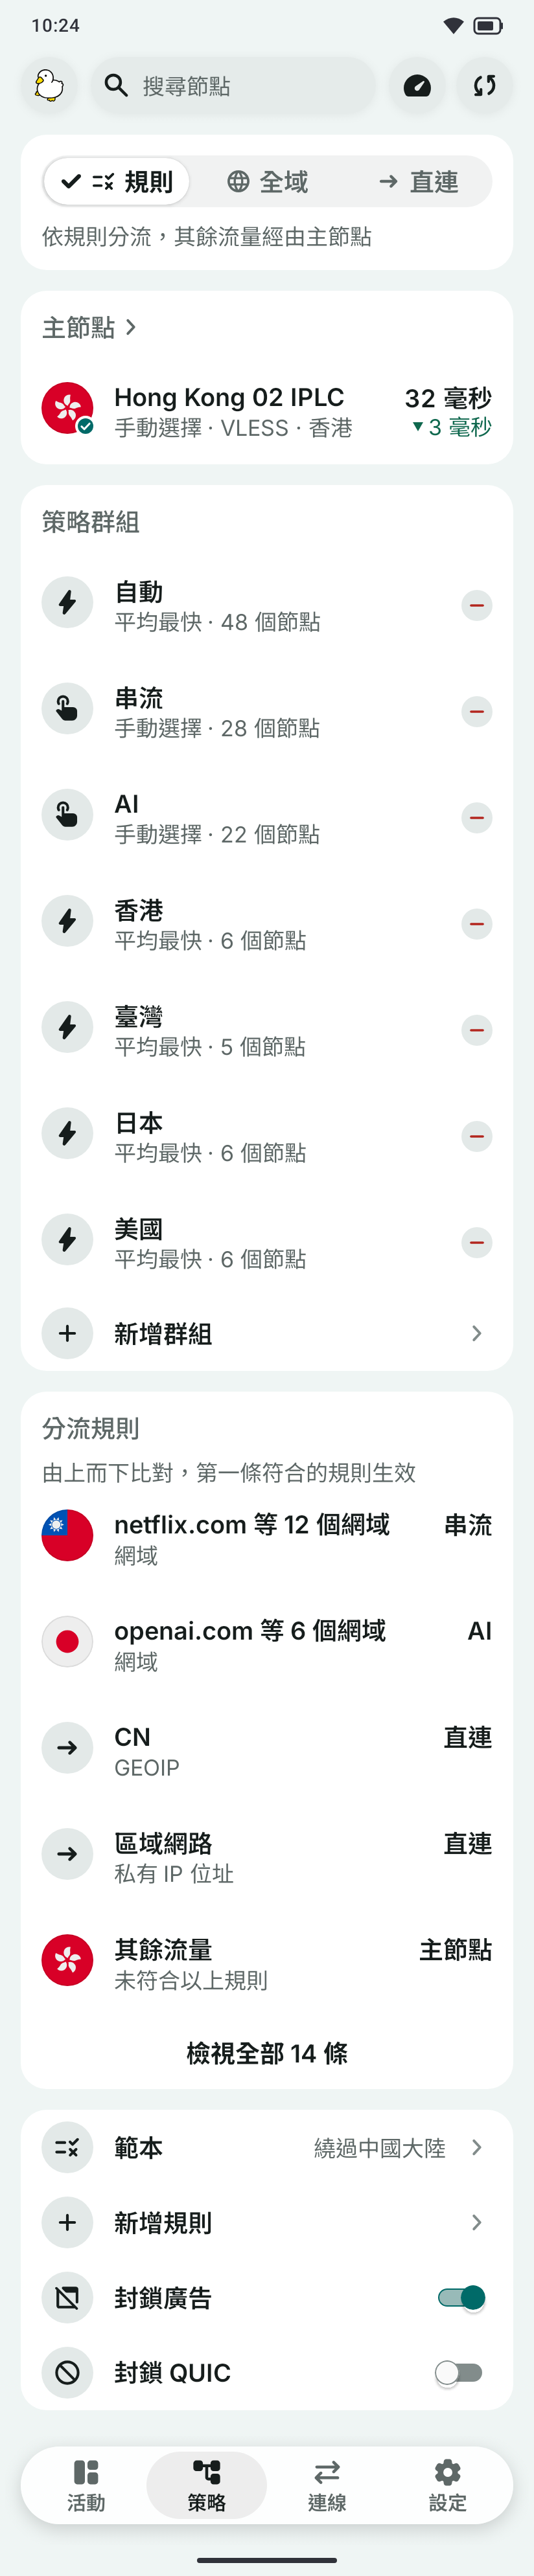 10:24
搜尋節點
規則 全域 直連
依規則分流，其餘流量經由主節點
主節點
Hong Kong 02 IPLC 32 毫秒
手動選擇 · VLESS · 香港 ▼3 毫秒
策略群組
自動
平均最快 · 48 個節點
串流
手動選擇 · 28 個節點
AI
手動選擇 · 22 個節點
香港
平均最快 · 6 個節點
臺灣
平均最快 · 5 個節點
日本
平均最快 · 6 個節點
美國
平均最快 · 6 個節點
新增群組
分流規則
由上而下比對，第一條符合的規則生效
netflix.com 等 12 個網域 串流
網域
openai.com 等 6 個網域 AI
網域
CN 直連
GEOIP
區域網路 直連
私有 IP 位址
其餘流量 主節點
未符合以上規則
檢視全部 14 條
範本 繞過中國大陸
新增規則
封鎖廣告
封鎖 QUIC
活動 策略 連線 設定